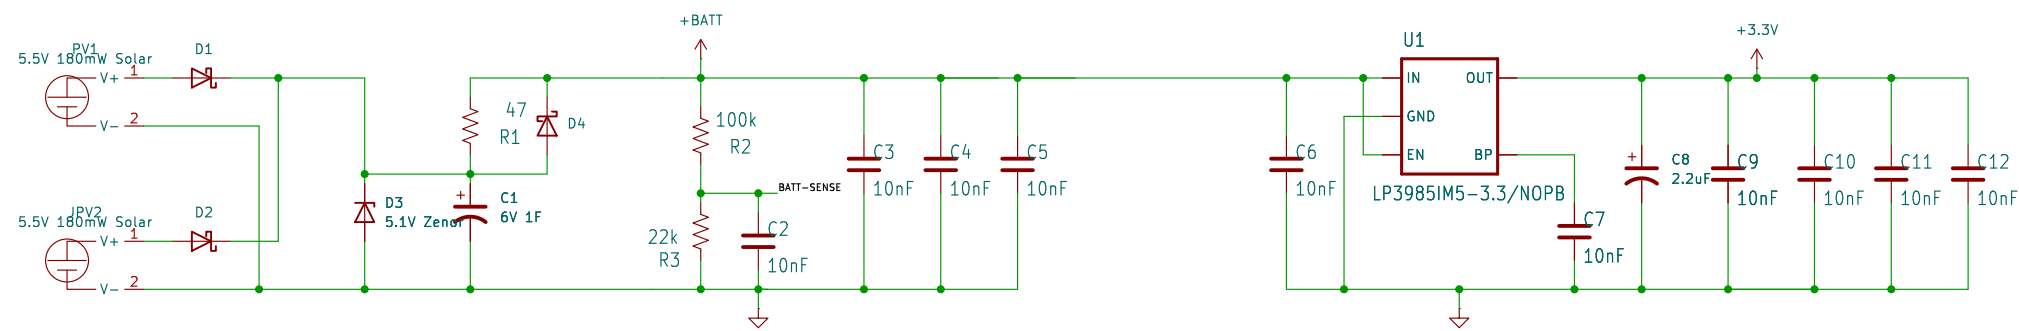 PV1
5.5V 180mW Solar
V+ 1
V- 2
D1
PV2
5.5V 180mW Solar
V+ 1
V- 2
D2
D3
5.1V Zenor
+
C1
6V 1F
47
R1
D4
+BATT
100k
R2
BATT-SENSE
22k
R3
C2
10nF
C3
10nF
C4
10nF
C5
10nF
C6
10nF
U1
IN
OUT
GND
EN
BP
LP3985IM5-3.3/NOPB
C7
10nF
+3.3V
+
C8
2.2uF
C9
10nF
C10
10nF
C11
10nF
C12
10nF